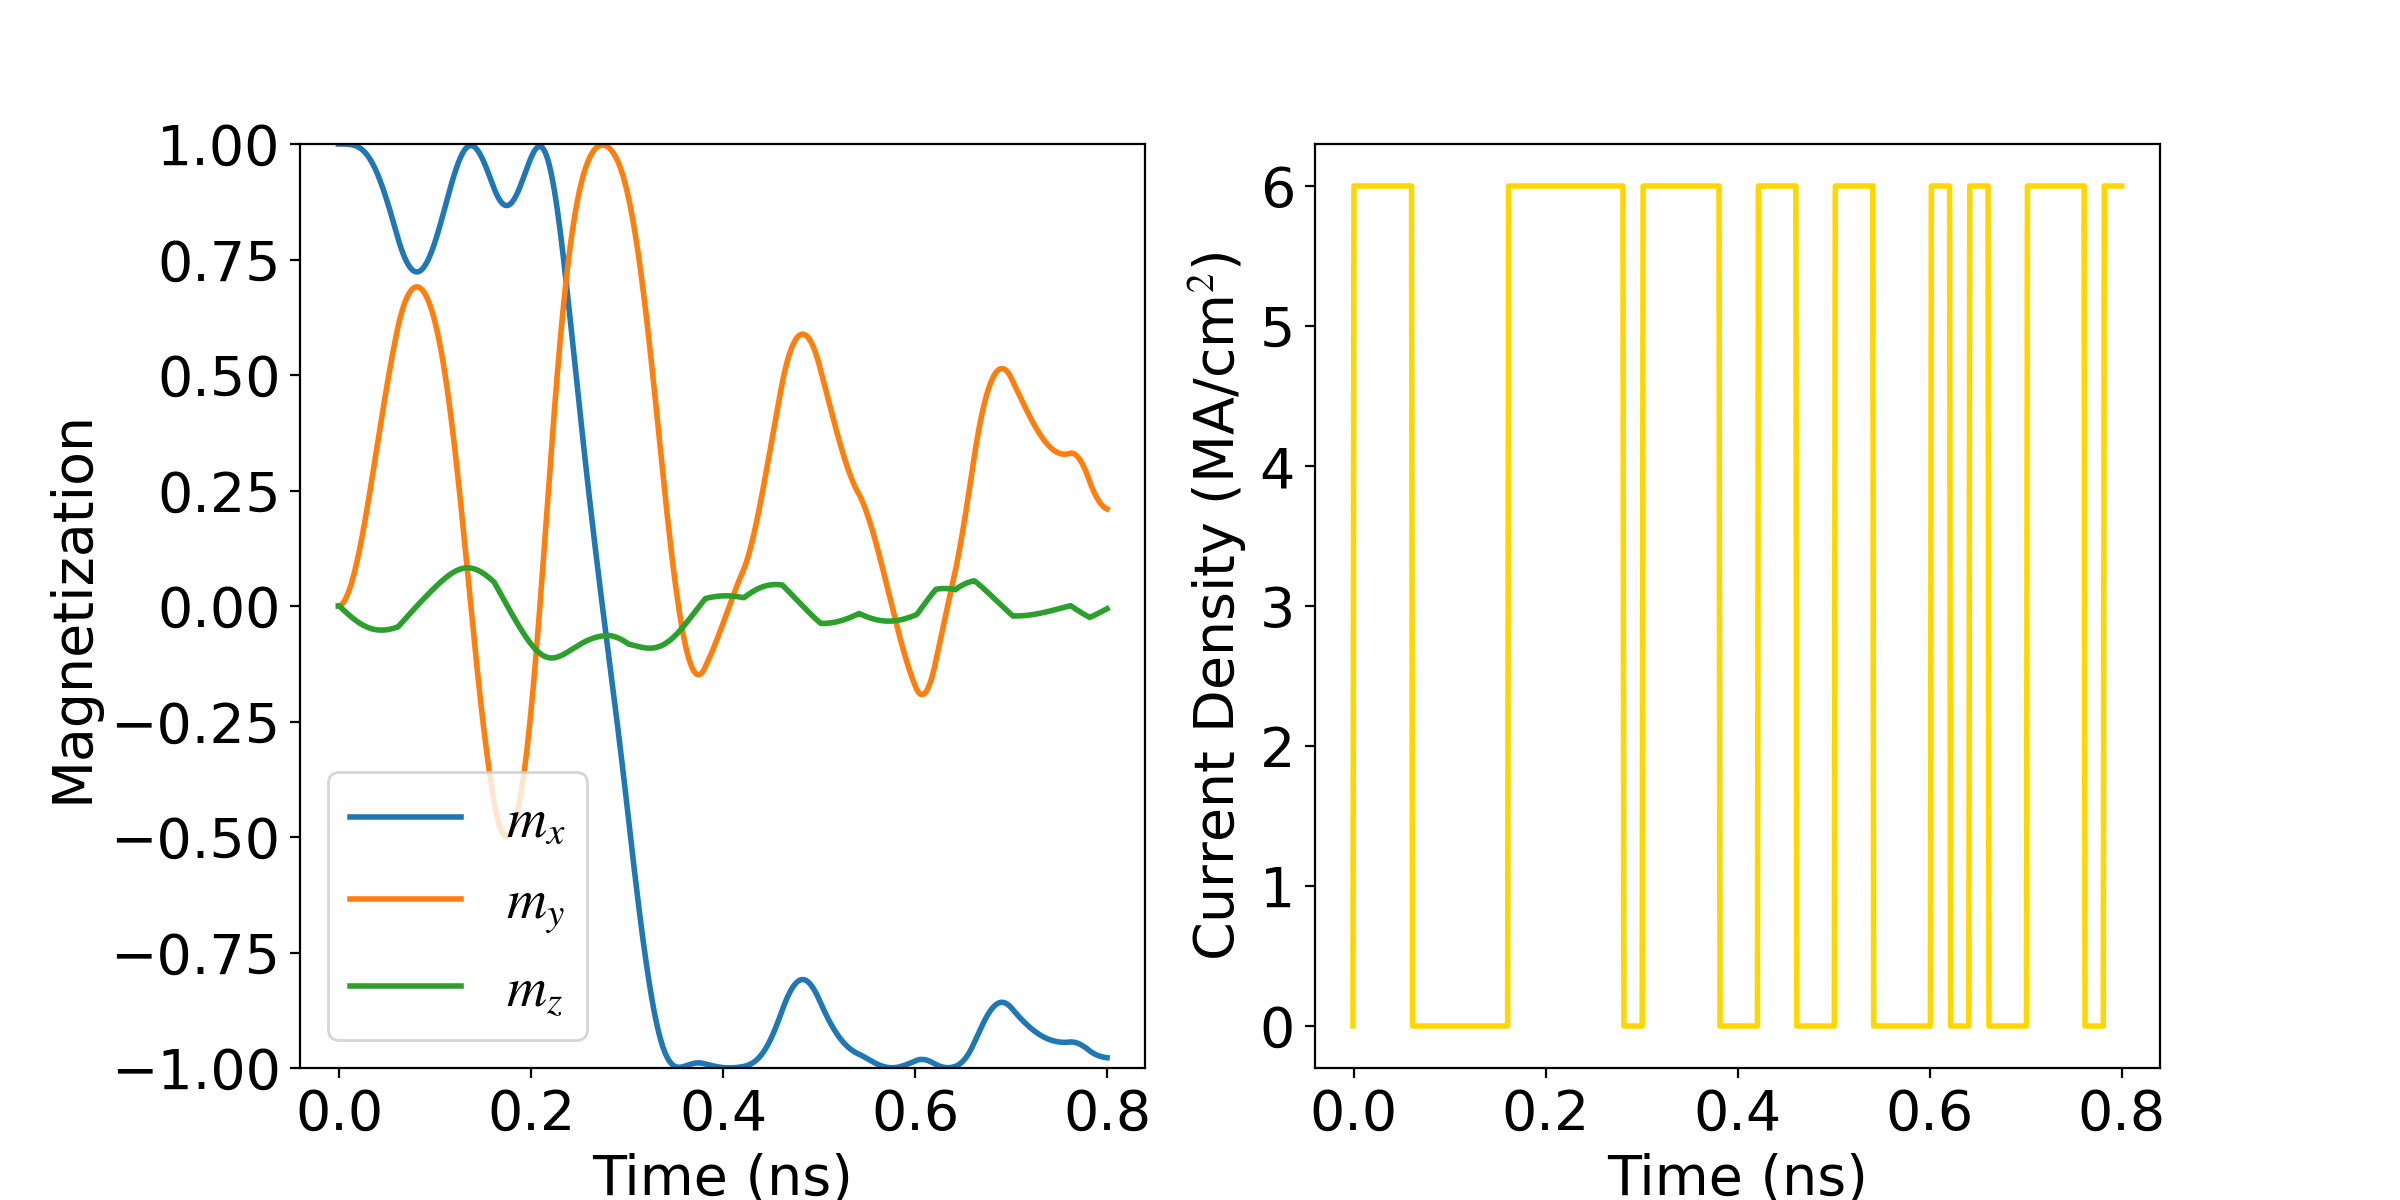 Magnetization
1.00
0.75
0.50
0.25
0.00
−0.25
−0.50
−0.75
−1.00
m_x
m_y
m_z
0.0 0.2 0.4 0.6 0.8
Time (ns)
Current Density (MA/cm²)
6
5
4
3
2
1
0
0.0 0.2 0.4 0.6 0.8
Time (ns)